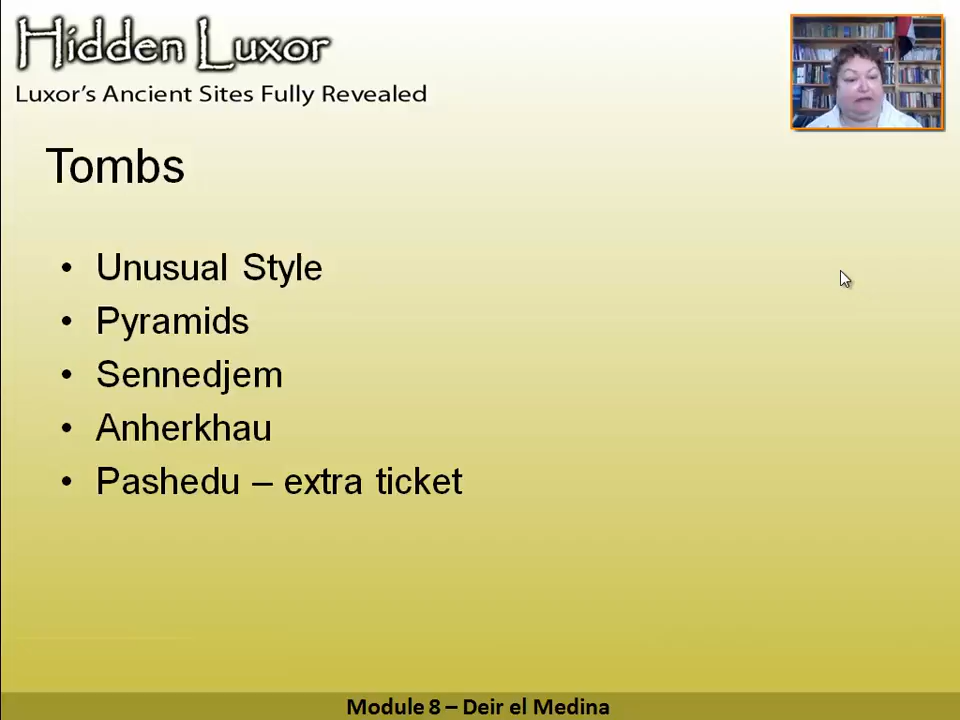 Hidden Luxor
Luxor's Ancient Sites Fully Revealed
Tombs
• Unusual Style
• Pyramids
• Sennedjem
• Anherkhau
• Pashedu – extra ticket
Module 8 – Deir el Medina